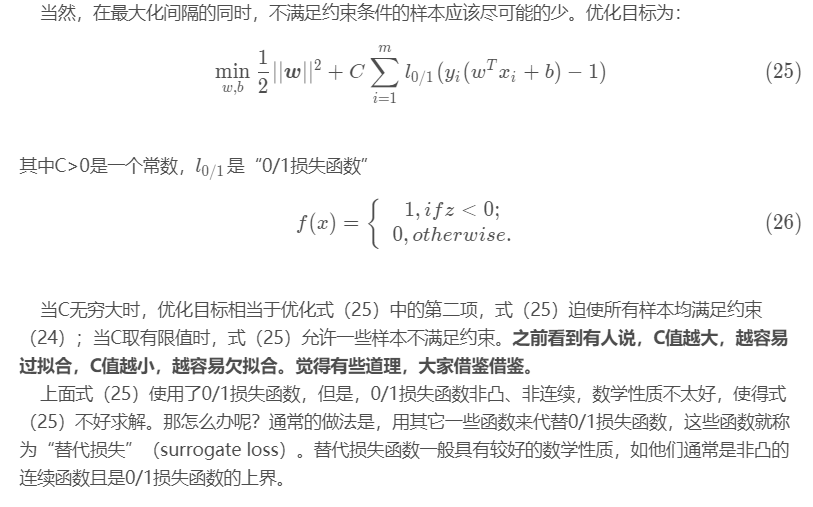 当然，在最大化间隔的同时，不满足约束条件的样本应该尽可能的少。优化目标为：
min_{w,b} \frac{1}{2}||w||^2 + C \sum_{i=1}^{m} l_{0/1}(y_i(w^T x_i + b) − 1) (25)
其中C>0是一个常数，l_{0/1}是“0/1损失函数”
f(x) = { 1, if z < 0; 0, otherwise. (26)
当C无穷大时，优化目标相当于优化式（25）中的第二项，式（25）迫使所有样本均满足约束
（24）；当C取有限值时，式（25）允许一些样本不满足约束。之前看到有人说，C值越大，越容易
过拟合，C值越小，越容易欠拟合。觉得有些道理，大家借鉴借鉴。
上面式（25）使用了0/1损失函数，但是，0/1损失函数非凸、非连续，数学性质不太好，使得式
（25）不好求解。那怎么办呢？通常的做法是，用其它一些函数来代替0/1损失函数，这些函数就称
为“替代损失”（surrogate loss）。替代损失函数一般具有较好的数学性质，如他们通常是非凸的
连续函数且是0/1损失函数的上界。